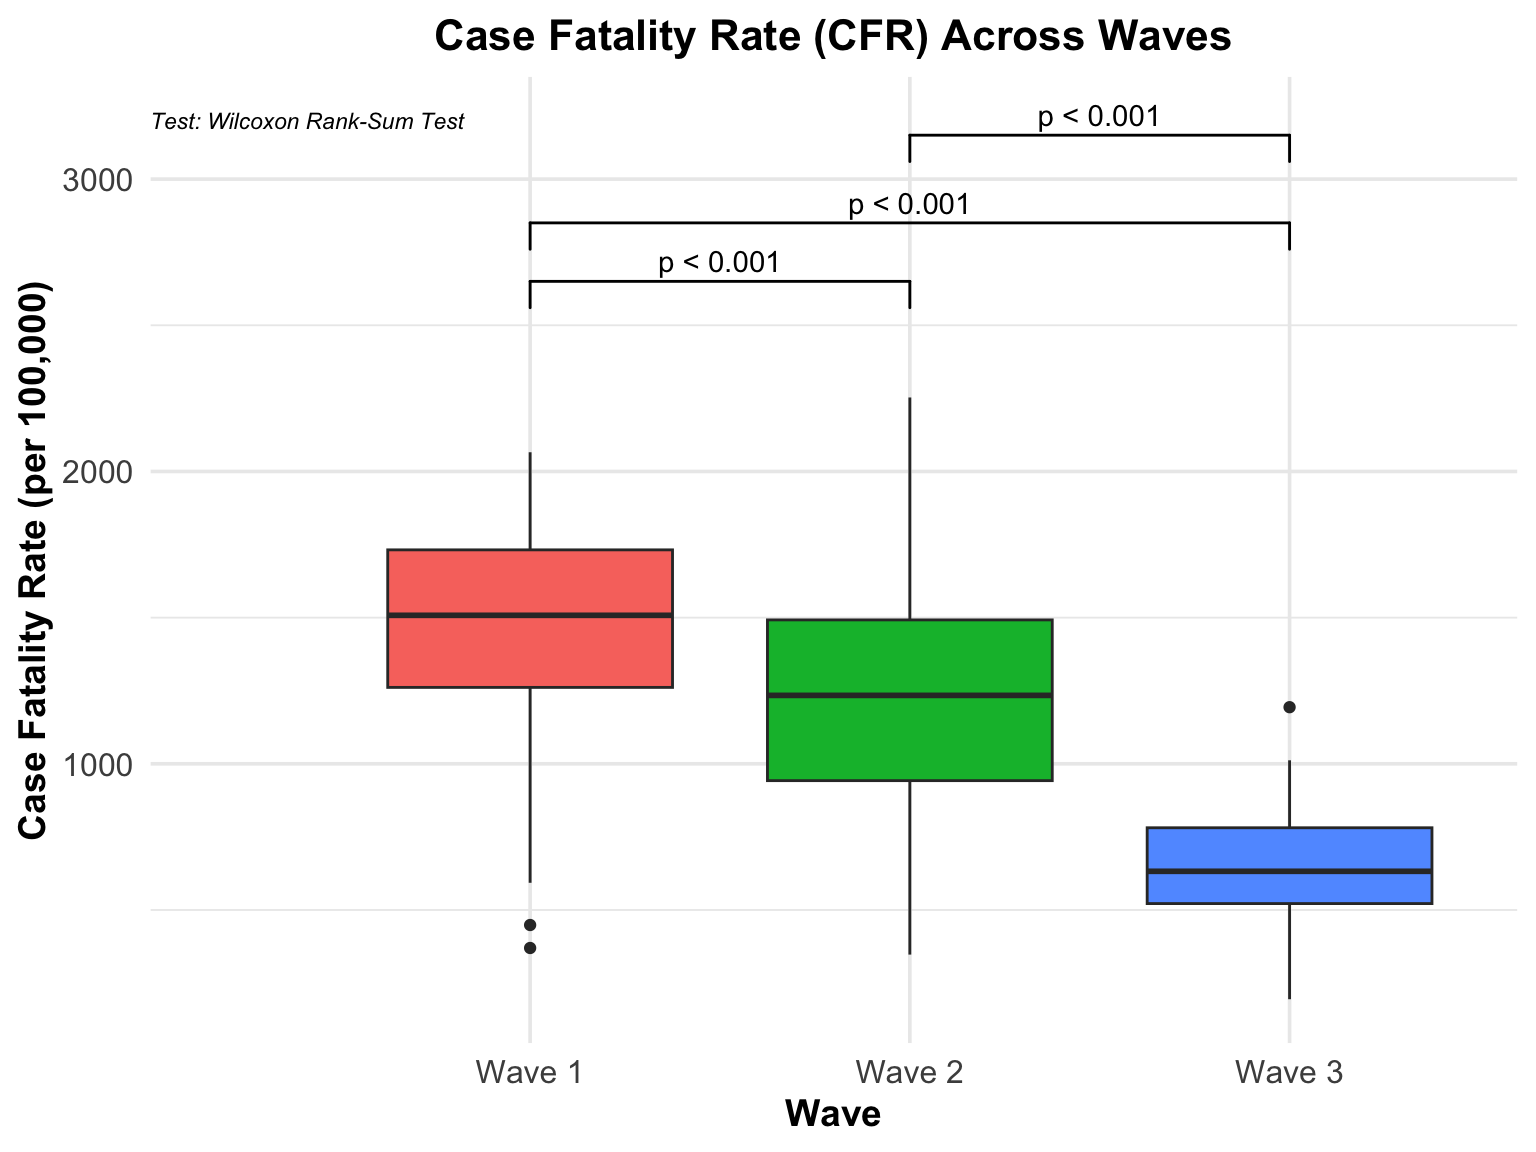 Case Fatality Rate (CFR) Across Waves
Test: Wilcoxon Rank-Sum Test
p < 0.001
p < 0.001
p < 0.001
Case Fatality Rate (per 100,000)
3000
2000
1000
Wave 1
Wave 2
Wave 3
Wave